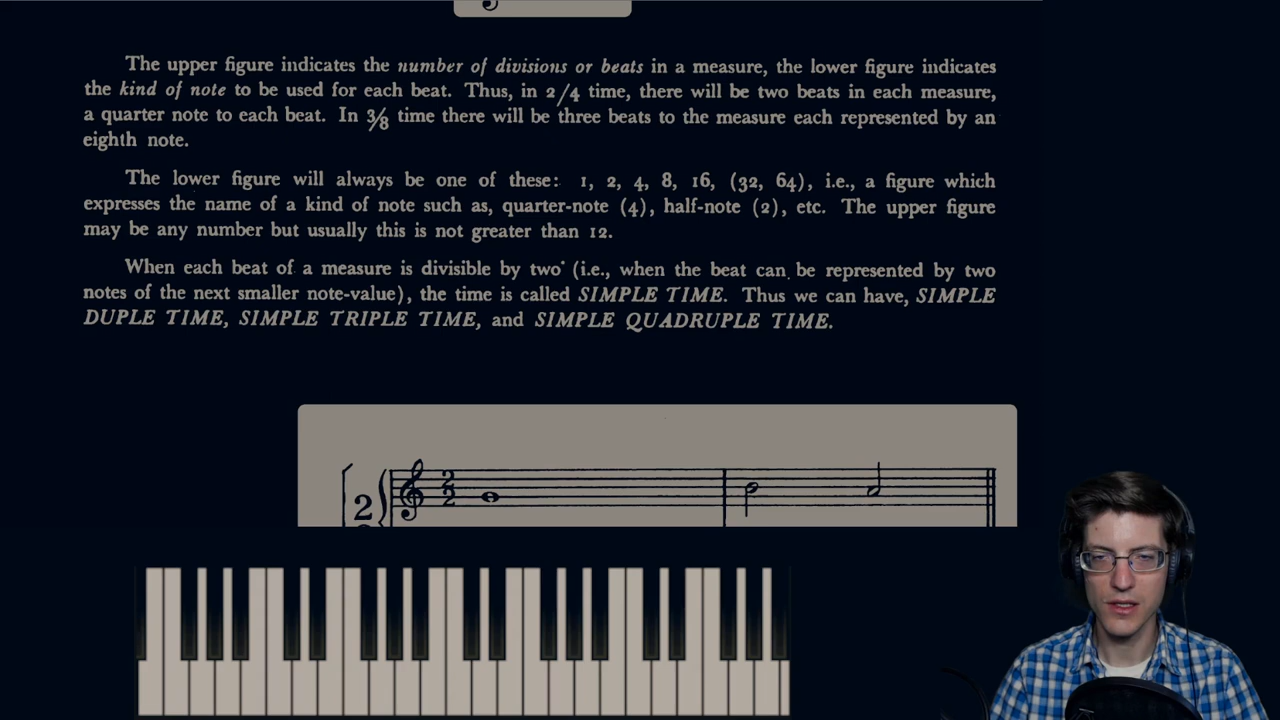 The upper figure indicates the number of divisions or beats in a measure, the lower figure indicates
the kind of note to be used for each beat. Thus, in 2/4 time, there will be two beats in each measure,
a quarter note to each beat. In 3/8 time there will be three beats to the measure each represented by an
eighth note.
The lower figure will always be one of these: 1, 2, 4, 8, 16, (32, 64), i.e., a figure which
expresses the name of a kind of note such as, quarter-note (4), half-note (2), etc. The upper figure
may be any number but usually this is not greater than 12.
When each beat of a measure is divisible by two (i.e., when the beat can be represented by two
notes of the next smaller note-value), the time is called SIMPLE TIME. Thus we can have, SIMPLE
DUPLE TIME, SIMPLE TRIPLE TIME, and SIMPLE QUADRUPLE TIME.
2
2
2